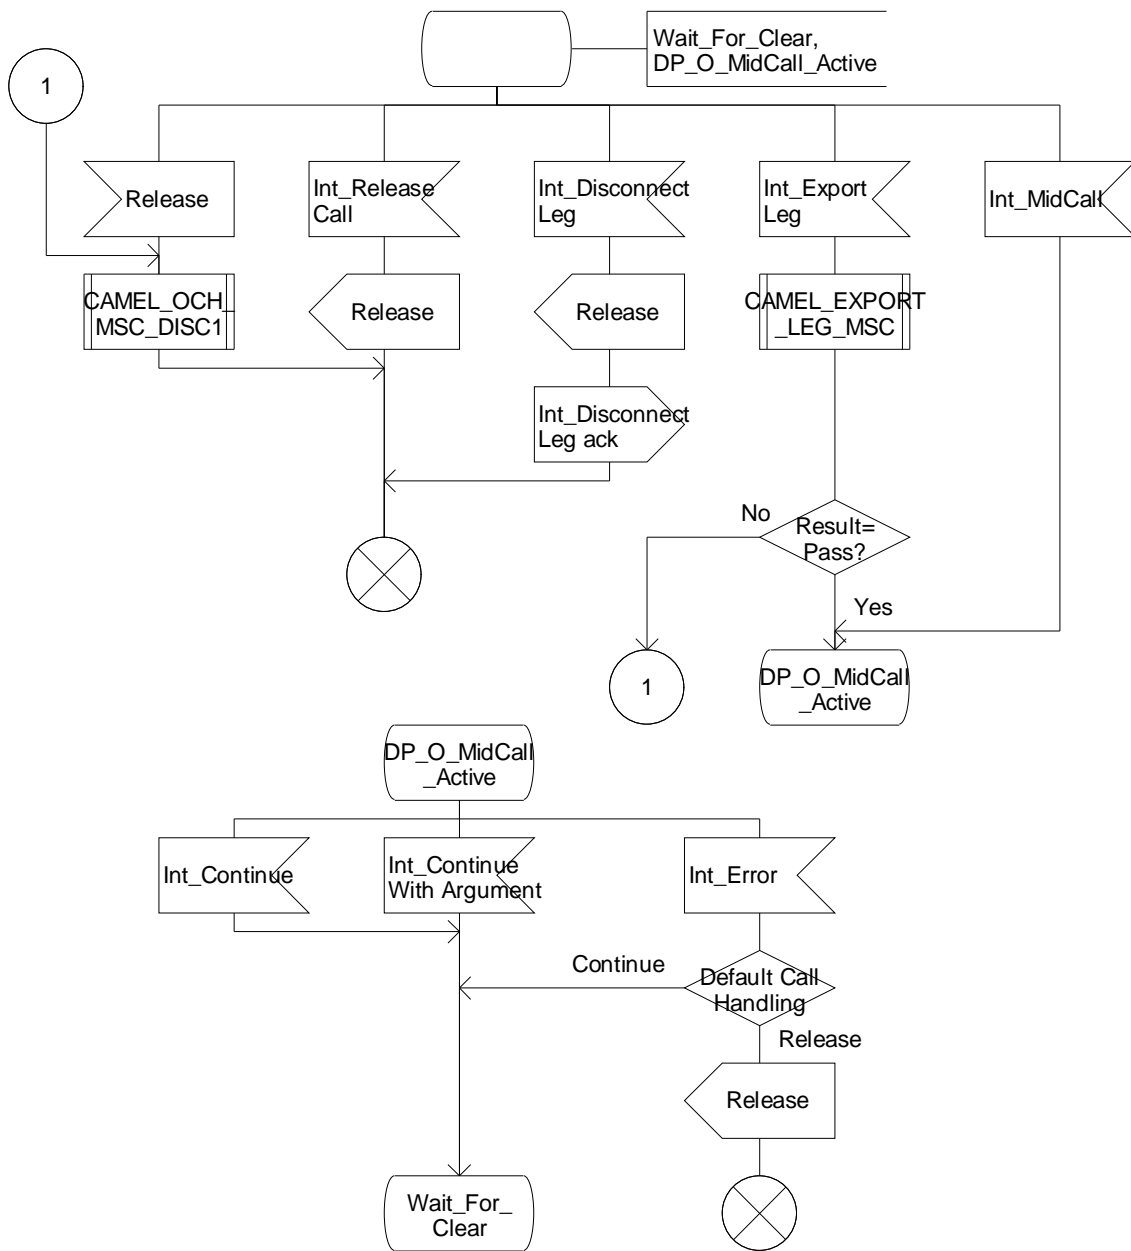 Wait_For_Clear,
DP_O_MidCall_Active
1
Release
Int_Release
Call
Int_Disconnect
Leg
Int_Export
Leg
Int_MidCall
CAMEL_OCH_
MSC_DISC1
Release
Release
CAMEL_EXPORT
_LEG_MSC
Int_Disconnect
Leg ack
No
Result=
Pass?
Yes
1
DP_O_MidCall
_Active
DP_O_MidCall
_Active
Int_Continue
Int_Continue
With Argument
Int_Error
Continue
Default Call
Handling
Release
Release
Wait_For_
Clear